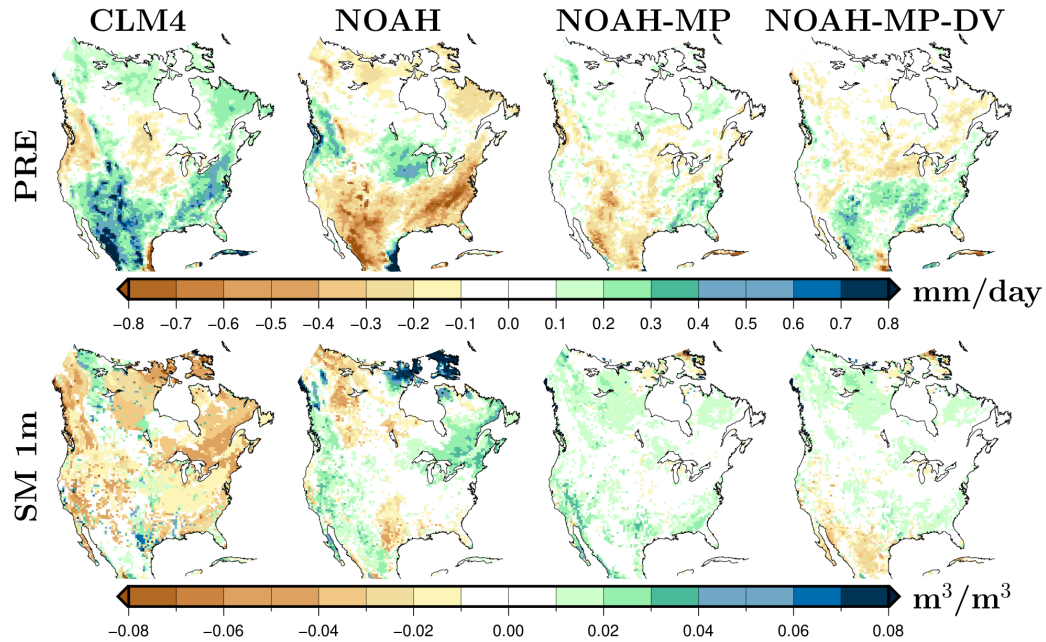 CLM4 NOAH NOAH-MP NOAH-MP-DV
PRE
mm/day
−0.8 −0.7 −0.6 −0.5 −0.4 −0.3 −0.2 −0.1 0.0 0.1 0.2 0.3 0.4 0.5 0.6 0.7 0.8
SM 1m
m³/m³
−0.08 −0.06 −0.04 −0.02 0.00 0.02 0.04 0.06 0.08